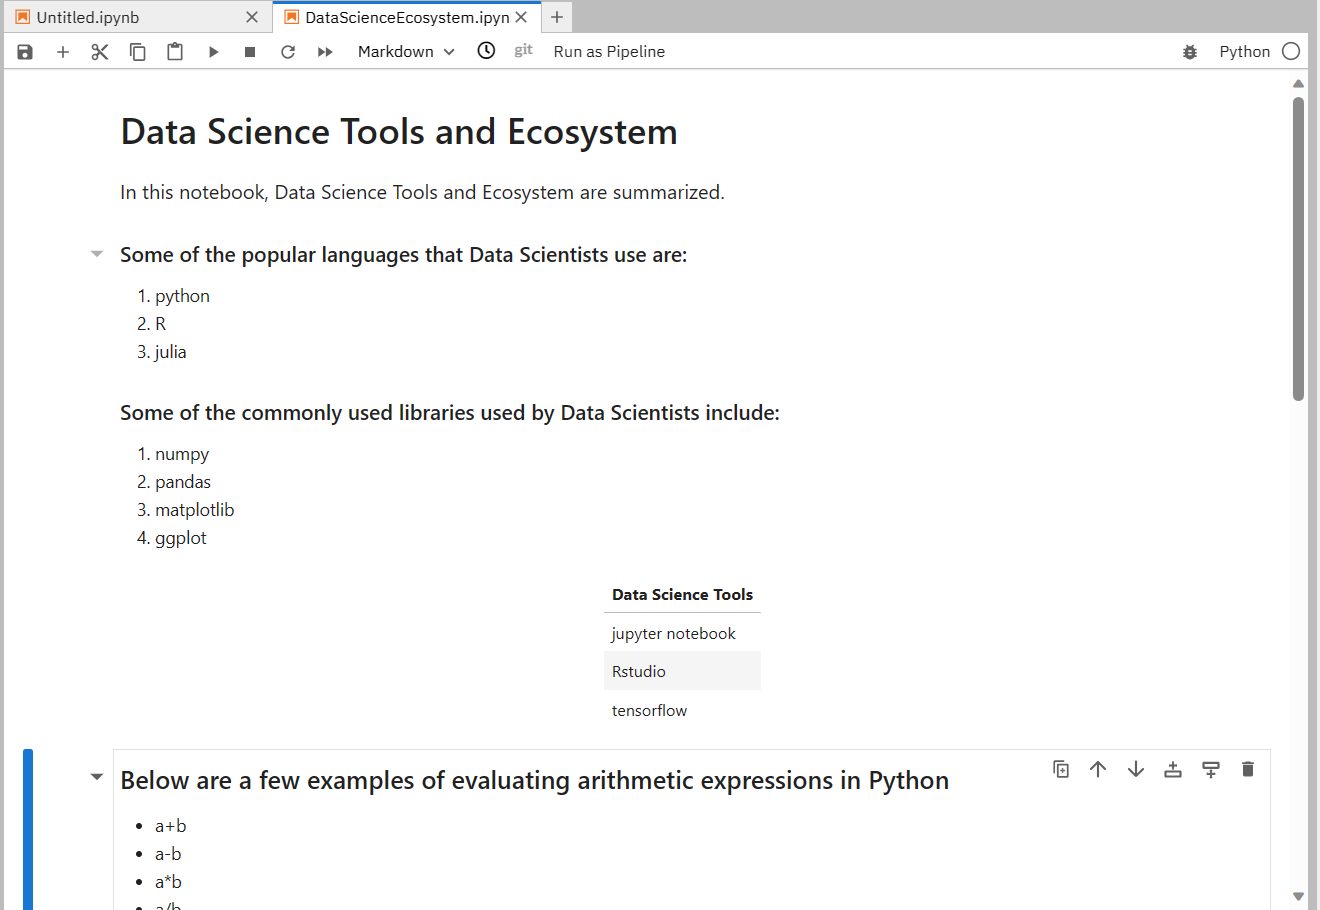 Untitled.ipynb
DataScienceEcosystem.ipyn
Markdown
git
Run as Pipeline
Python
Data Science Tools and Ecosystem
In this notebook, Data Science Tools and Ecosystem are summarized.
Some of the popular languages that Data Scientists use are:
1. python
2. R
3. julia
Some of the commonly used libraries used by Data Scientists include:
1. numpy
2. pandas
3. matplotlib
4. ggplot
Data Science Tools
jupyter notebook
Rstudio
tensorflow
Below are a few examples of evaluating arithmetic expressions in Python
• a+b
• a-b
• a*b
• a/b